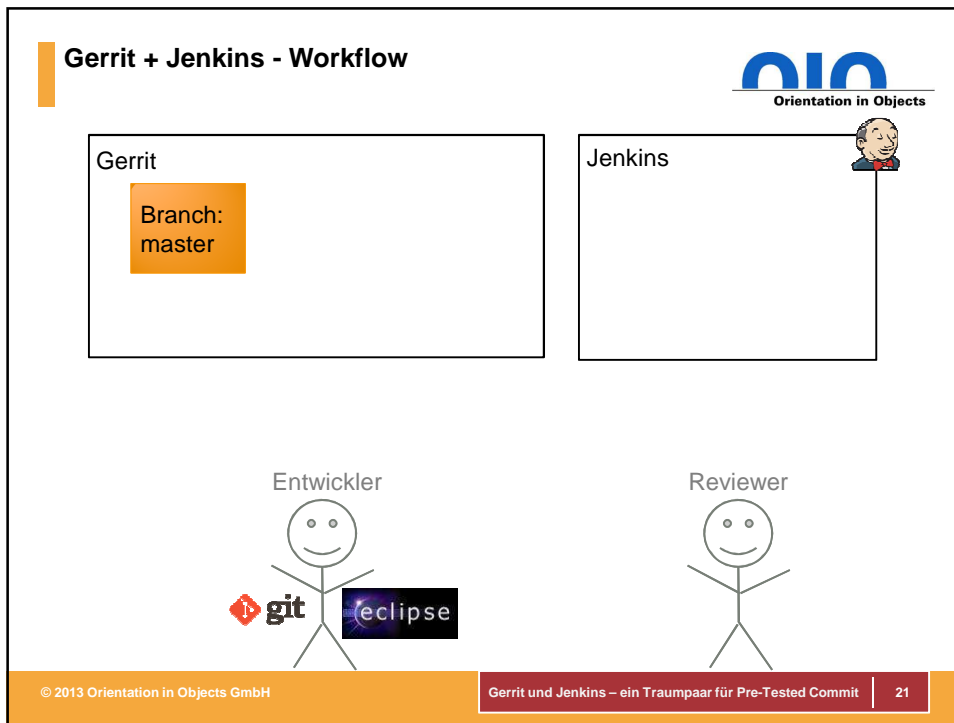 Gerrit + Jenkins - Workflow
OIO
Orientation in Objects
Gerrit
Jenkins
Branch:
master
Entwickler
Reviewer
git
eclipse
© 2013 Orientation in Objects GmbH
Gerrit und Jenkins – ein Traumpaar für Pre-Tested Commit
21